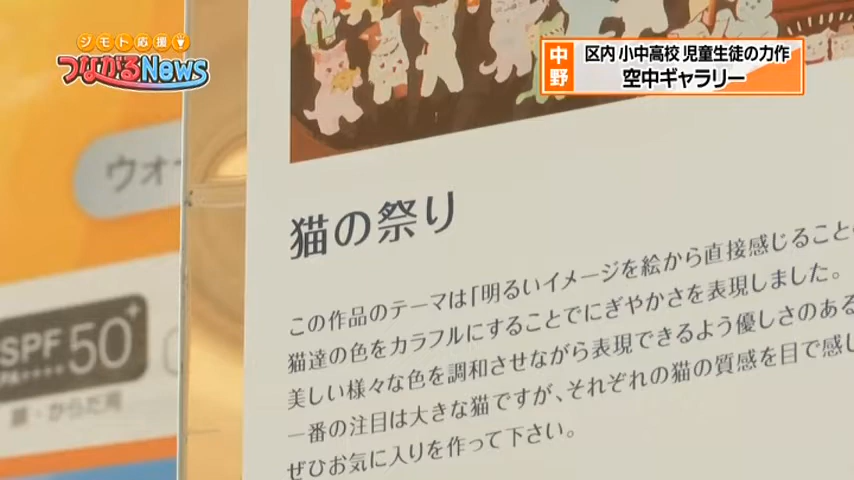 ジモト応援
つながるNews
中野
区内 小中高校 児童生徒の力作
空中ギャラリー
ウォー
猫の祭り
この作品のテーマは「明るいイメージを絵から直接感じること
猫達の色をカラフルにすることでにぎやかさを表現しました。
美しい様々な色を調和させながら表現できるよう優しさのある
一番の注目は大きな猫ですが、それぞれの猫の質感を目で感じ
ぜひお気に入りを作って下さい。
SPF 50+
PA++++
顔・からだ用